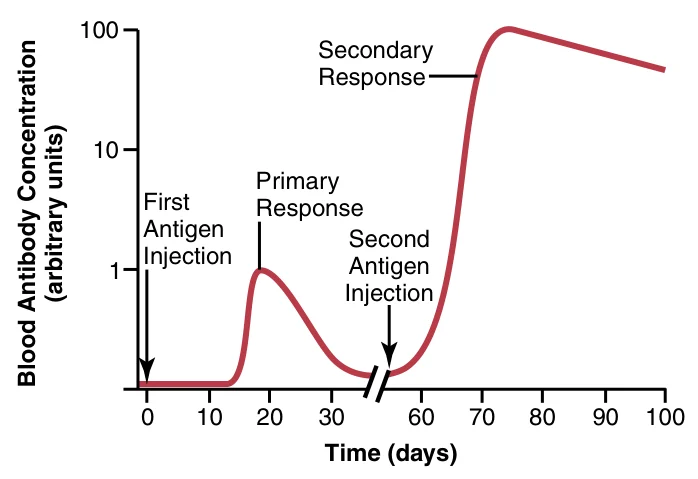 Blood Antibody Concentration
(arbitrary units)
100
10
1
First
Antigen
Injection
Primary
Response
Secondary
Response
Second
Antigen
Injection
0 10 20 30 60 70 80 90 100
Time (days)